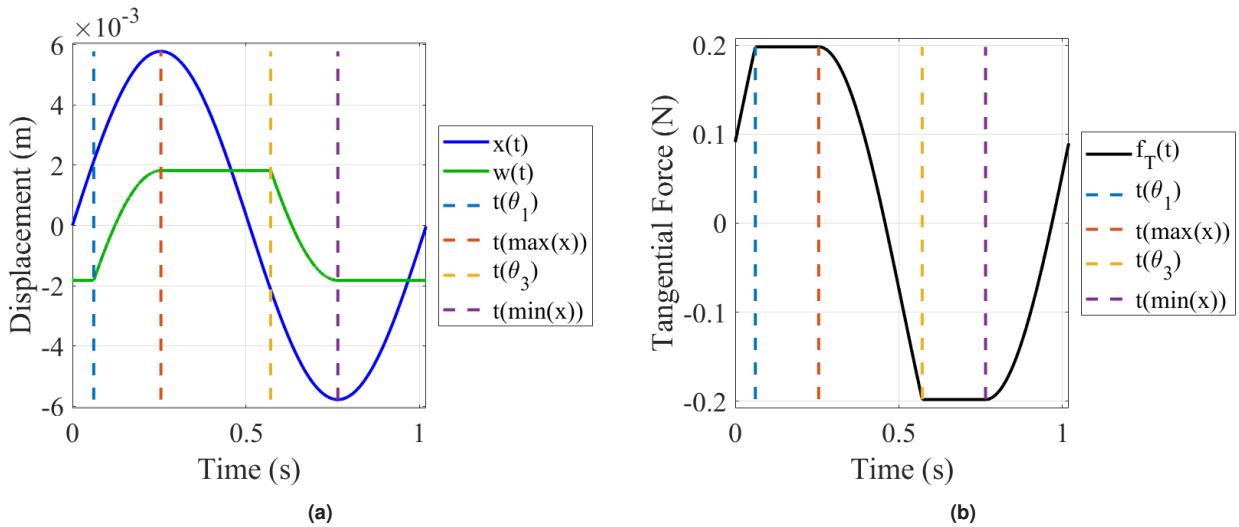 ×10⁻³
6
4
2
0
-2
-4
-6
0
0.5
1
Displacement (m)
Time (s)
x(t)
w(t)
t(θ₁)
t(max(x))
t(θ₃)
t(min(x))
(a)
0.2
0.1
0
-0.1
-0.2
0
0.5
1
Tangential Force (N)
Time (s)
f_T(t)
t(θ₁)
t(max(x))
t(θ₃)
t(min(x))
(b)